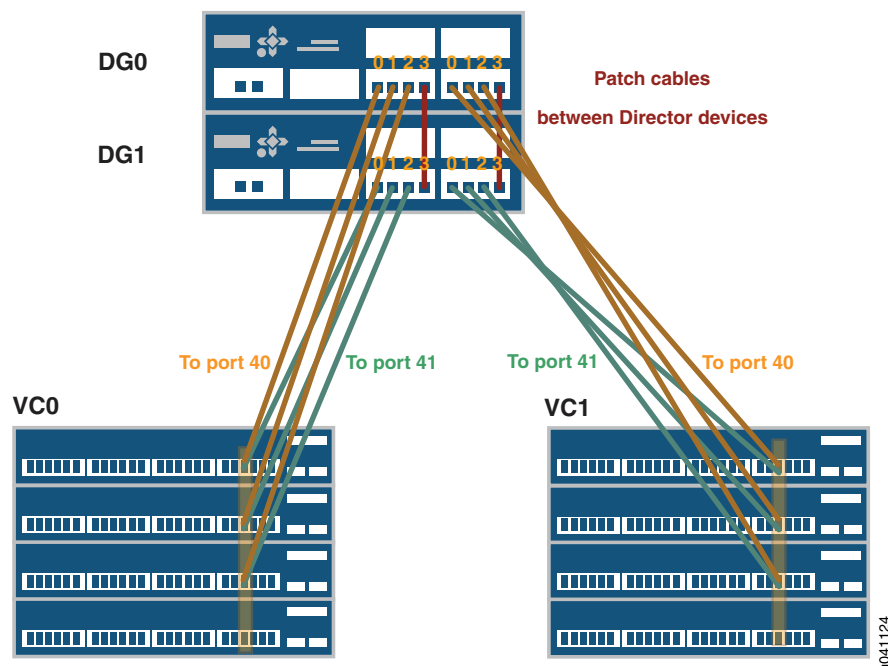 DG0
0 1 2 3 0 1 2 3
Patch cables
between Director devices
DG1
0 1 2 3 0 1 2 3
To port 40
To port 41
To port 41
To port 40
VC0
VC1
041124